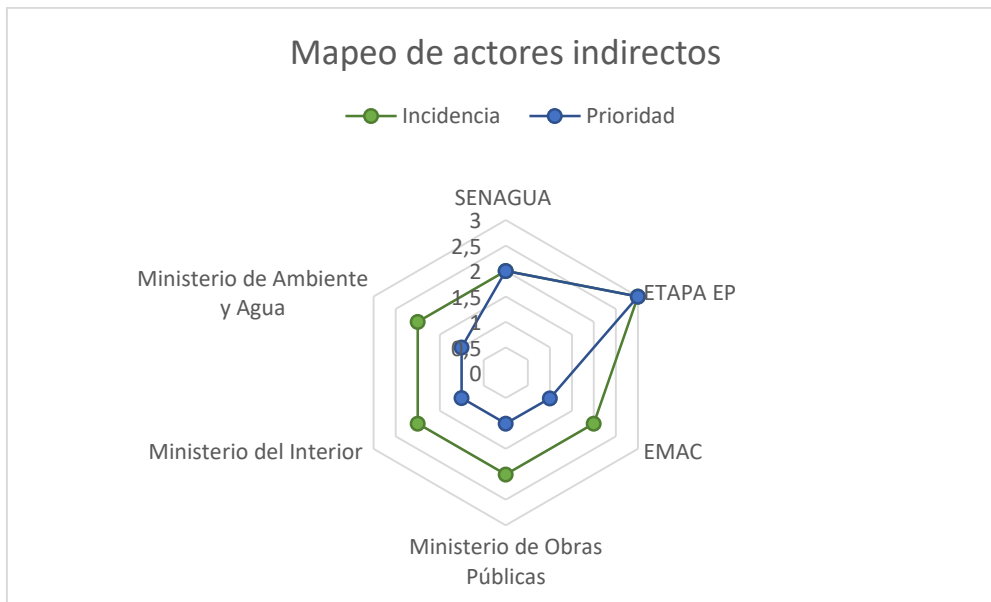 Mapeo de actores indirectos
Incidencia
Prioridad
SENAGUA
3
2,5
2
1,5
1
0,5
0
ETAPA EP
EMAC
Ministerio de Obras
Públicas
Ministerio del Interior
Ministerio de Ambiente
y Agua